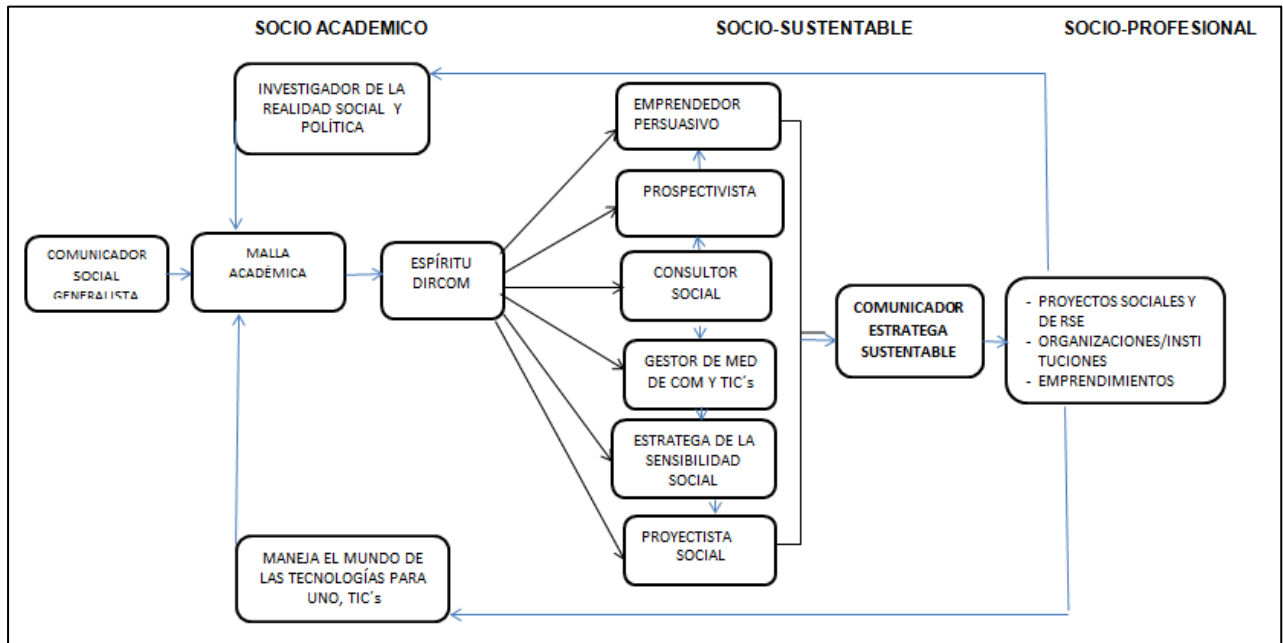 SOCIO ACADEMICO
SOCIO-SUSTENTABLE
SOCIO-PROFESIONAL
INVESTIGADOR DE LA
REALIDAD SOCIAL Y
POLÍTICA
COMUNICADOR
SOCIAL
GENERALISTA
MALLA
ACADÉMICA
ESPÍRITU
DIRCOM
EMPRENDEDOR
PERSUASIVO
PROSPECTIVISTA
CONSULTOR
SOCIAL
GESTOR DE MED
DE COM Y TIC´s
ESTRATEGA DE LA
SENSIBILIDAD
SOCIAL
PROYECTISTA
SOCIAL
COMUNICADOR
ESTRATEGA
SUSTENTABLE
- PROYECTOS SOCIALES Y
DE RSE
- ORGANIZACIONES/INSTI
TUCIONES
- EMPRENDIMIENTOS
MANEJA EL MUNDO DE
LAS TECNOLOGÍAS PARA
UNO, TIC´s